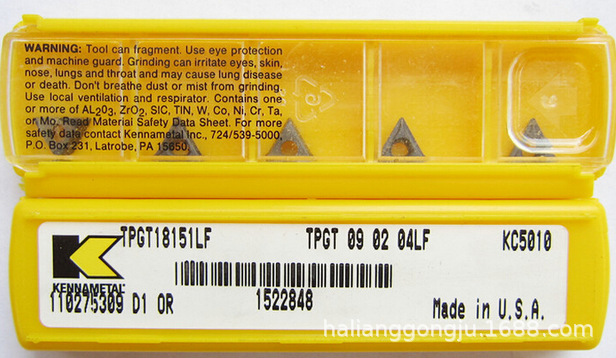 WARNING: Tool can fragment. Use eye protection
and machine guard. Grinding can irritate eyes, skin,
nose, lungs and throat and may cause lung disease
or death. Don't breathe dust or mist from grinding.
Use local ventilation and respirator. Contains one
or more of AL2O3, ZrO2, SIC, TIN, W, Co, Ni, Cr, Ta,
or Mo. Read Material Safety Data Sheet. For more
safety data contact Kennametal Inc., 724/539-5000,
P.O. Box 231, Latrobe, PA 15650.
TPGT18151LF TPGT 09 02 04LF KC5010
KENNAMETAL
110275309 D1 OR 1522848 Made in U.S.A.
halianggongju.1688.com